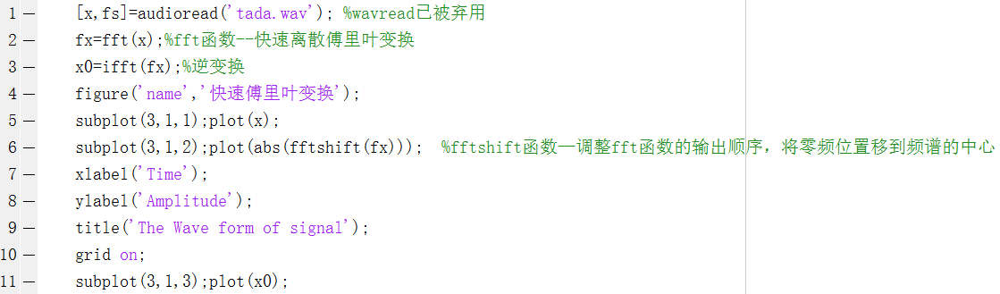 1 — [x,fs]=audioread('tada.wav'); %wavread已被弃用
2 — fx=fft(x);%fft函数--快速离散傅里叶变换
3 — x0=ifft(fx);%逆变换
4 — figure('name','快速傅里叶变换');
5 — subplot(3,1,1);plot(x);
6 — subplot(3,1,2);plot(abs(fftshift(fx)));  %fftshift函数—调整fft函数的输出顺序，将零频位置移到频谱的中心
7 — xlabel('Time');
8 — ylabel('Amplitude');
9 — title('The Wave form of signal');
10 — grid on;
11 — subplot(3,1,3);plot(x0);